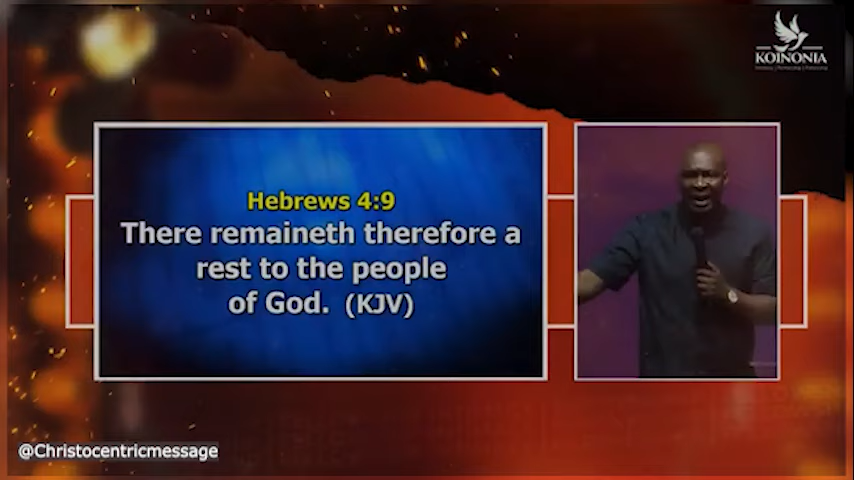 KOINONIA
Hebrews 4:9
There remaineth therefore a
rest to the people
of God. (KJV)
@Christocentricmessage